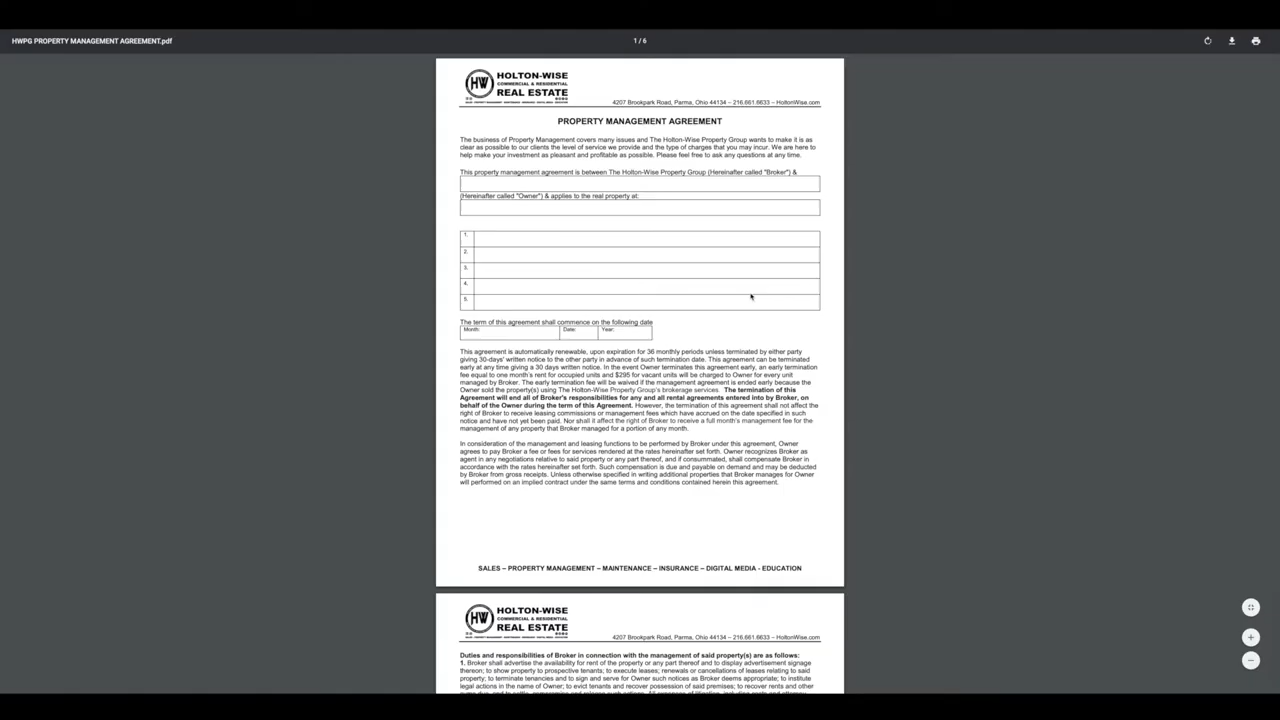 HWPG PROPERTY MANAGEMENT AGREEMENT.pdf
1 / 6
HW
HOLTON-WISE
COMMERCIAL & RESIDENTIAL
REAL ESTATE
4207 Brookpark Road, Parma, Ohio 44134 – 216.661.6633 – HoltonWise.com
PROPERTY MANAGEMENT AGREEMENT
The business of Property Management covers many issues and The Holton-Wise Property Group wants to make it is as
clear as possible to our clients the level of service we provide and the type of charges that you may incur. We are here to
help make your investment as pleasant and profitable as possible. Please feel free to ask any questions at any time.
This property management agreement is between The Holton-Wise Property Group (Hereinafter called "Broker") &
(Hereinafter called "Owner") & applies to the real property at:
1.
2.
3.
4.
5.
The term of this agreement shall commence on the following date
Month: Date: Year:
This agreement is automatically renewable, upon expiration for 36 monthly periods unless terminated by either party
giving 30-days' written notice to the other party in advance of such termination date. This agreement can be terminated
early at any time giving a 30 days written notice. In the event Owner terminates this agreement early, an early termination
fee equal to one month's rent for occupied units and $295 for vacant units will be charged to Owner for every unit
managed by Broker. The early termination fee will be waived if the management agreement is ended early because the
Owner sold the property(s) using The Holton-Wise Property Group's brokerage services. The termination of this
Agreement will end all of Broker's responsibilities for any and all rental agreements entered into by Broker, on
behalf of the Owner during the term of this Agreement. However, the termination of this agreement shall not affect the
right of Broker to receive leasing commissions or management fees which have accrued on the date specified in such
notice and have not yet been paid. Nor shall it affect the right of Broker to receive a full month's management fee for the
management of any property that Broker managed for a portion of any month.
In consideration of the management and leasing functions to be performed by Broker under this agreement, Owner
agrees to pay Broker a fee or fees for services rendered at the rates hereinafter set forth. Owner recognizes Broker as
agent in any negotiations relative to said property or any part thereof, and if consummated, shall compensate Broker in
accordance with the rates hereinafter set forth. Such compensation is due and payable on demand and may be deducted
by Broker from gross receipts. Unless otherwise specified in writing additional properties that Broker manages for Owner
will performed on an implied contract under the same terms and conditions contained herein this agreement.
SALES – PROPERTY MANAGEMENT – MAINTENANCE – INSURANCE – DIGITAL MEDIA - EDUCATION
HW
HOLTON-WISE
COMMERCIAL & RESIDENTIAL
REAL ESTATE
4207 Brookpark Road, Parma, Ohio 44134 – 216.661.6633 – HoltonWise.com
Duties and responsibilities of Broker in connection with the management of said property(s) are as follows:
1. Broker shall advertise the availability for rent of the property or any part thereof and to display advertisement signage
thereon; to show property to prospective tenants; to execute leases; renewals or cancellations of leases relating to said
property; to terminate tenancies and to sign and serve for Owner such notices as Broker deems appropriate; to institute
legal actions in the name of Owner; to evict tenants and recover possession of said premises; to recover rents and other